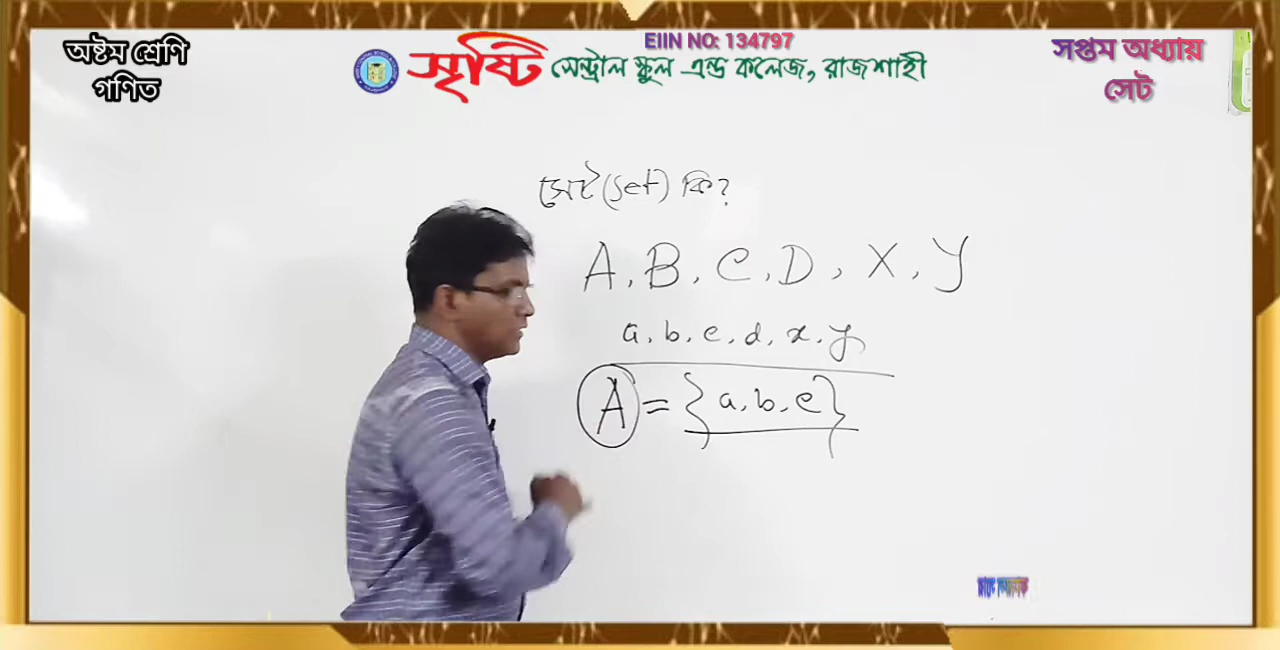 অষ্টম শ্রেণি
গণিত
EIIN NO: 134797
সৃষ্টি সেন্ট্রাল স্কুল এন্ড কলেজ, রাজশাহী
সপ্তম অধ্যায়
সেট
সেট (set) কি?
A, B, C, D, X, Y
a, b, c, d, x, y
A = {a, b, c}